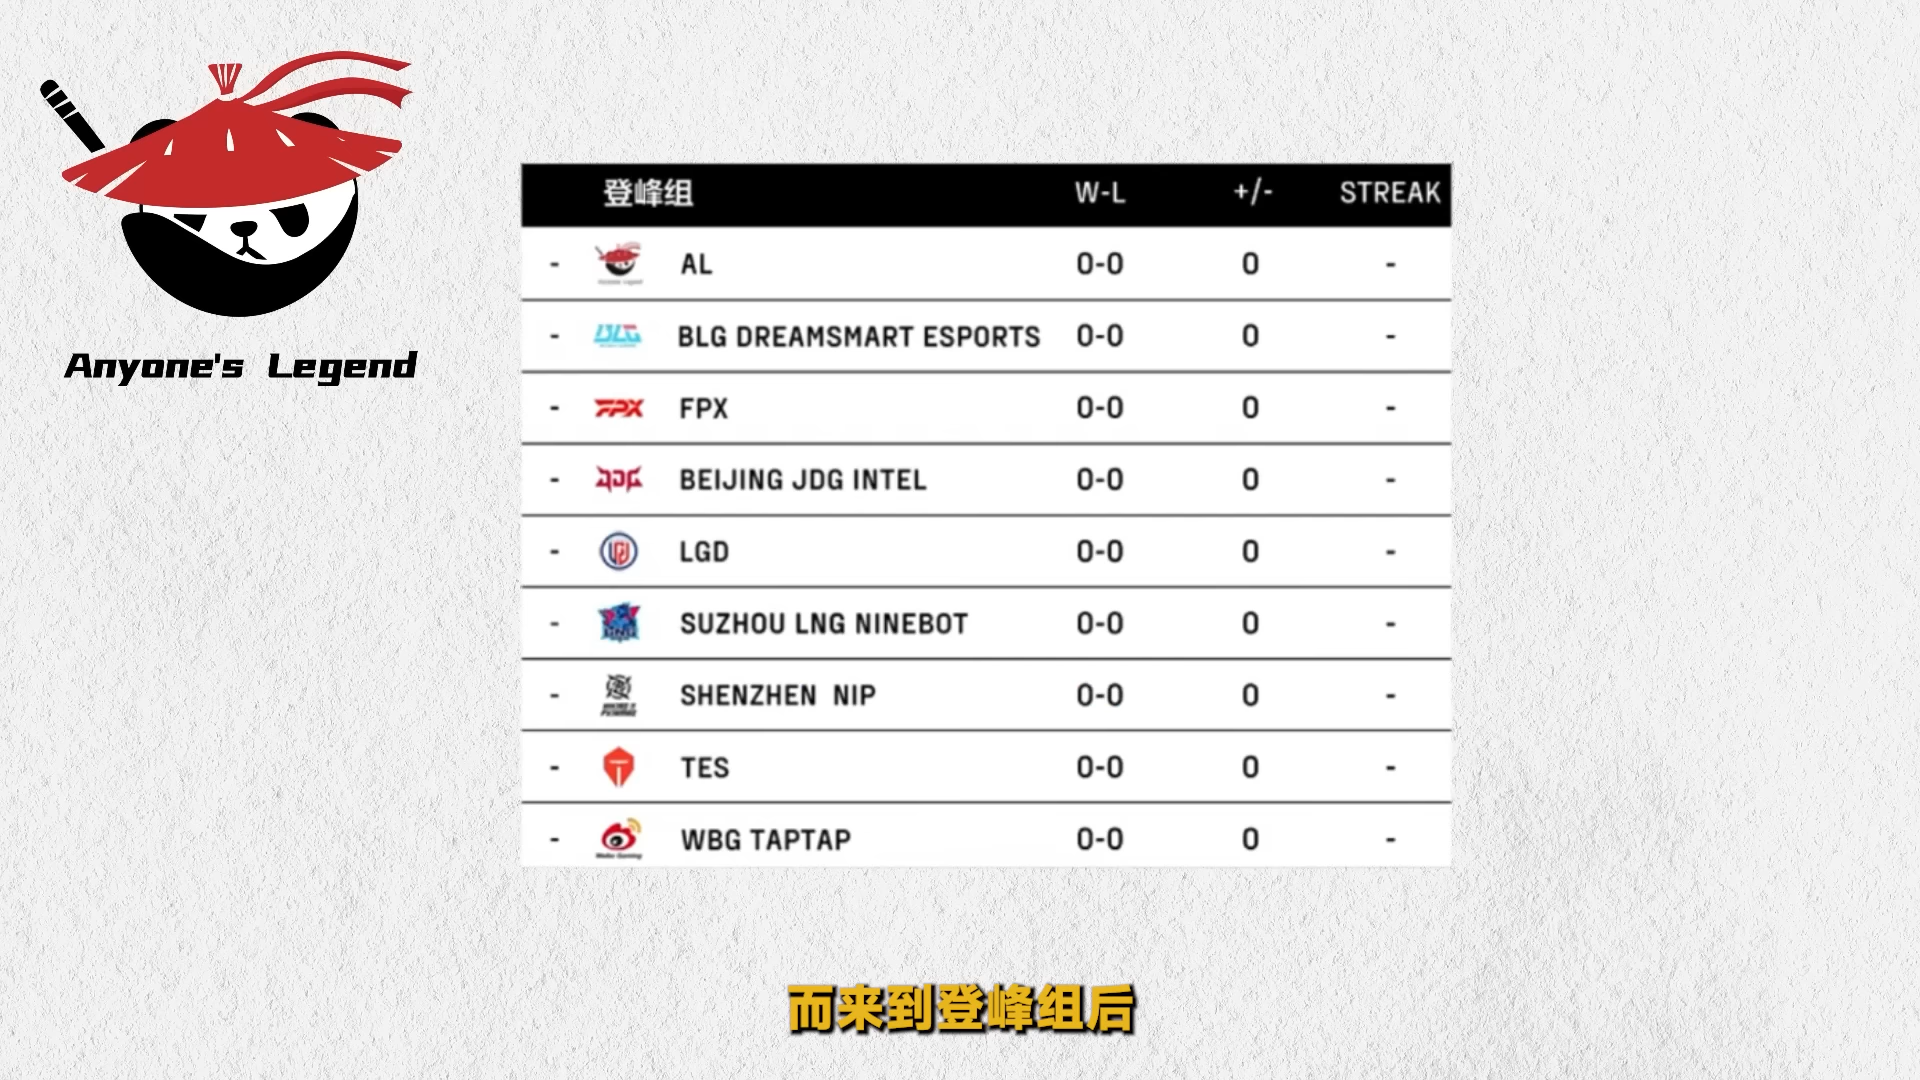 Anyone's Legend
登峰组 W-L +/- STREAK
- AL 0-0 0 -
- BLG DREAMSMART ESPORTS 0-0 0 -
- FPX FPX 0-0 0 -
- JDG BEIJING JDG INTEL 0-0 0 -
- LGD 0-0 0 -
- SUZHOU LNG NINEBOT 0-0 0 -
- SHENZHEN NIP 0-0 0 -
- TES 0-0 0 -
- WBG TAPTAP 0-0 0 -
而来到登峰组后